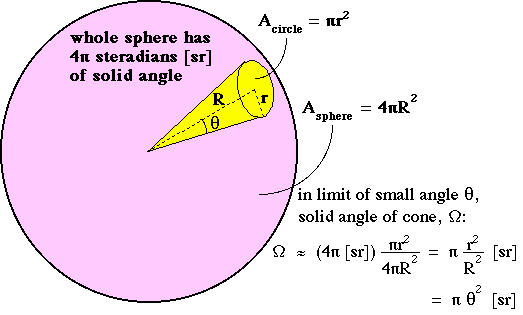 A_circle = πr²
whole sphere has
4π steradians [sr]
of solid angle
R
r
θ
A_sphere = 4πR²
in limit of small angle θ,
solid angle of cone, Ω:
Ω ≈ (4π [sr]) πr² / 4πR² = π r² / R² [sr]
= π θ² [sr]